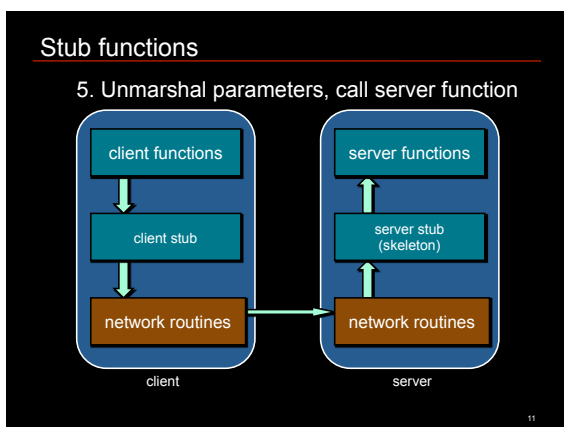 Stub functions
5. Unmarshal parameters, call server function
client functions
client stub
network routines
client
server functions
server stub
(skeleton)
network routines
server
11